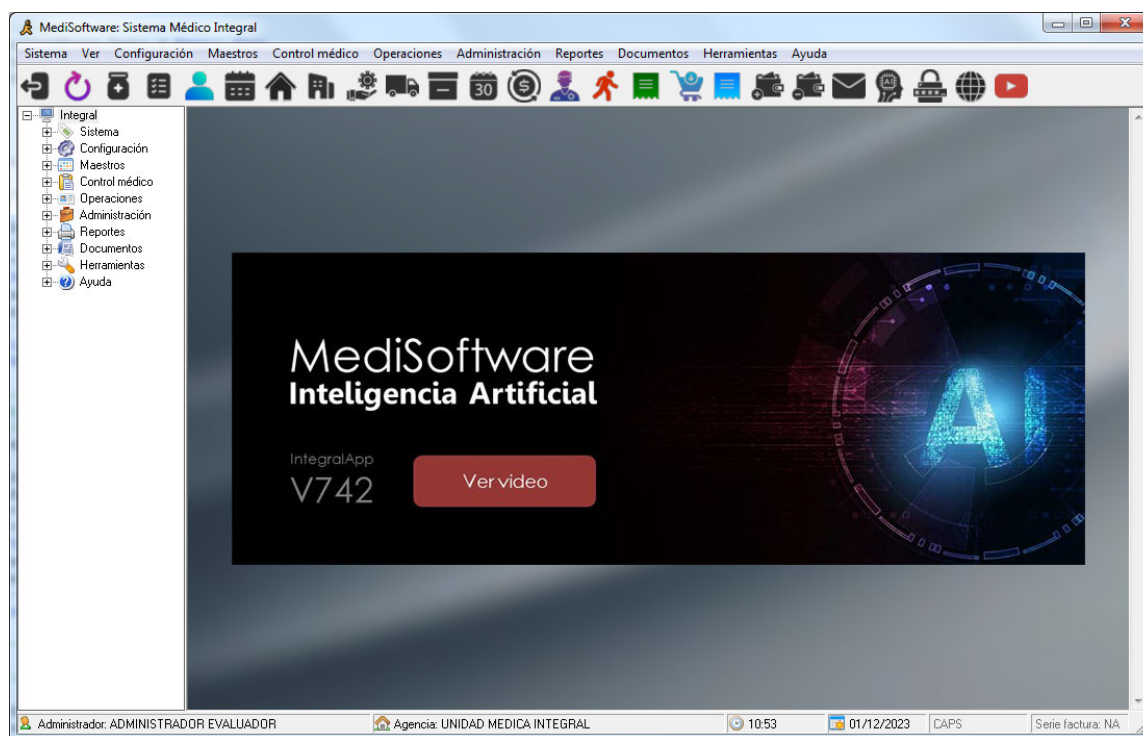 MediSoftware: Sistema Médico Integral
Sistema Ver Configuración Maestros Control médico Operaciones Administración Reportes Documentos Herramientas Ayuda
30
AI
Integral
Sistema
Configuración
Maestros
Control médico
Operaciones
Administración
Reportes
Documentos
Herramientas
Ayuda
MediSoftware
Inteligencia Artificial
AI
IntegralApp
V742
Ver video
Administrador: ADMINISTRADOR EVALUADOR Agencia: UNIDAD MEDICA INTEGRAL 10:53 01/12/2023 CAPS Serie factura: NA